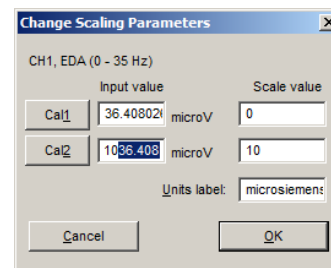 Change Scaling Parameters
CH1, EDA (0 - 35 Hz)
Input value Scale value
Cal1 36.408026 microV 0
Cal2 1036.408 microV 10
Units label: microsiemens
Cancel OK